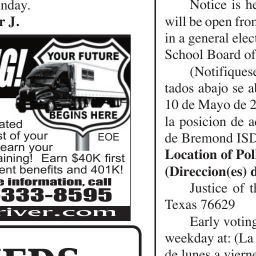 nday.
r J.
G!
YOUR FUTURE
BEGINS HERE
ated
st of your
earn your
EOE
aining! Earn $40K first
ent benefits and 401K!
e information, call
-333-8595
river.com
Notice is he
will be open from
in a general elect
School Board of
(Notifiquese
tados abajo se ab
10 de Mayo de 2
la posicion de ac
de Bremond ISD
Location of Poll
(Direccion(es) d
Justice of th
Texas 76629
Early voting
weekday at: (La
de lunes a vierne